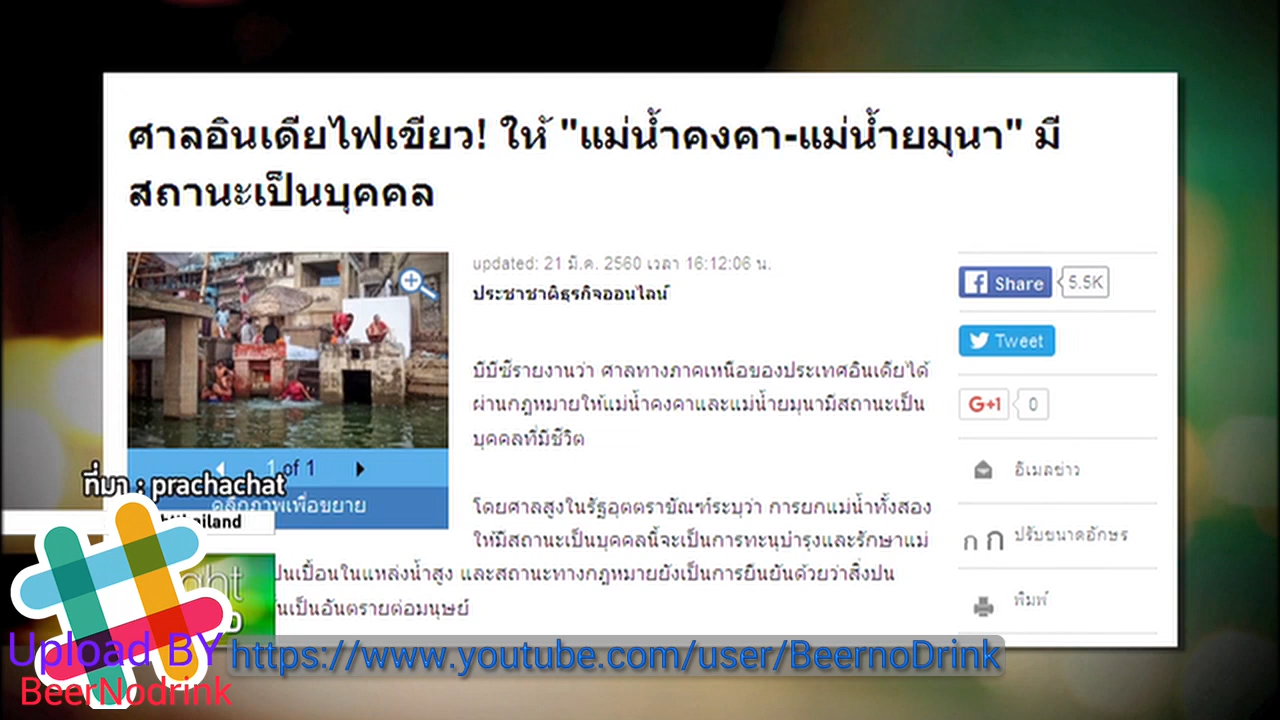 ศาลอินเดียไฟเขียว! ให้ "แม่น้ำคงคา-แม่น้ำยมุนา" มี
สถานะเป็นบุคคล
updated: 21 มี.ค. 2560 เวลา 16:12:06 น.
ประชาชาติธุรกิจออนไลน์
Share 5.5K
Tweet
G+1 0
บีบีซีรายงานว่า ศาลทางภาคเหนือของประเทศอินเดียได้
ผ่านกฎหมายให้แม่น้ำคงคาและแม่น้ำยมุนามีสถานะเป็น
บุคคลที่มีชีวิต
อีเมลข่าว
1 of 1
ที่มา : prachachat
คลิกภาพเพื่อขยาย
โดยศาลสูงในรัฐอุตตราขัณฑ์ระบุว่า การยกแม่น้ำทั้งสอง
ให้มีสถานะเป็นบุคคลนี้จะเป็นการทะนุบำรุงและรักษาแม่
ก ก ปรับขนาดอักษร
ปนเปื้อนในแหล่งน้ำสูง และสถานะทางกฎหมายยังเป็นการยืนยันด้วยว่าสิ่งปน
เป็นอันตรายต่อมนุษย์
พิมพ์
Upload BY https://www.youtube.com/user/BeernoDrink
BeerNodrink